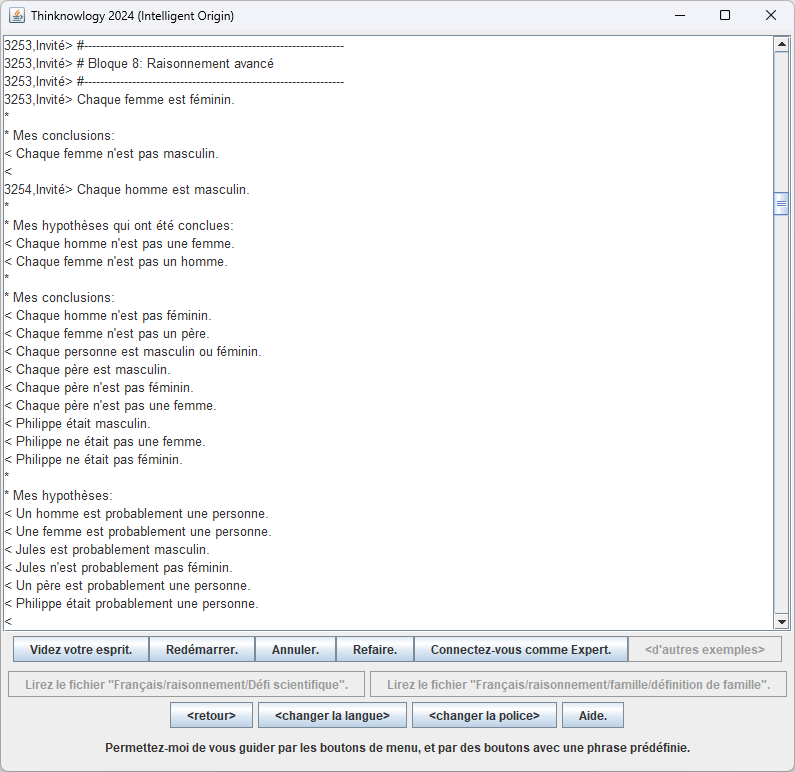 Thinknowlogy 2024 (Intelligent Origin)
3253,Invité> #-----------------------------------------------------------------
3253,Invité> # Bloque 8: Raisonnement avancé
3253,Invité> #-----------------------------------------------------------------
3253,Invité> Chaque femme est féminin.
*
* Mes conclusions:
< Chaque femme n'est pas masculin.
<
3254,Invité> Chaque homme est masculin.
*
* Mes hypothèses qui ont été conclues:
< Chaque homme n'est pas une femme.
< Chaque femme n'est pas un homme.
*
* Mes conclusions:
< Chaque homme n'est pas féminin.
< Chaque femme n'est pas un père.
< Chaque personne est masculin ou féminin.
< Chaque père est masculin.
< Chaque père n'est pas féminin.
< Chaque père n'est pas une femme.
< Philippe était masculin.
< Philippe ne était pas une femme.
< Philippe ne était pas féminin.
*
* Mes hypothèses:
< Un homme est probablement une personne.
< Une femme est probablement une personne.
< Jules est probablement masculin.
< Jules n'est probablement pas féminin.
< Un père est probablement une personne.
< Philippe était probablement une personne.
<
Videz votre esprit. Redémarrer. Annuler. Refaire. Connectez-vous comme Expert. <d'autres exemples>
Lirez le fichier "Français/raisonnement/Défi scientifique". Lirez le fichier "Français/raisonnement/famille/définition de famille".
<retour> <changer la langue> <changer la police> Aide.
Permettez-moi de vous guider par les boutons de menu, et par des boutons avec une phrase prédéfinie.